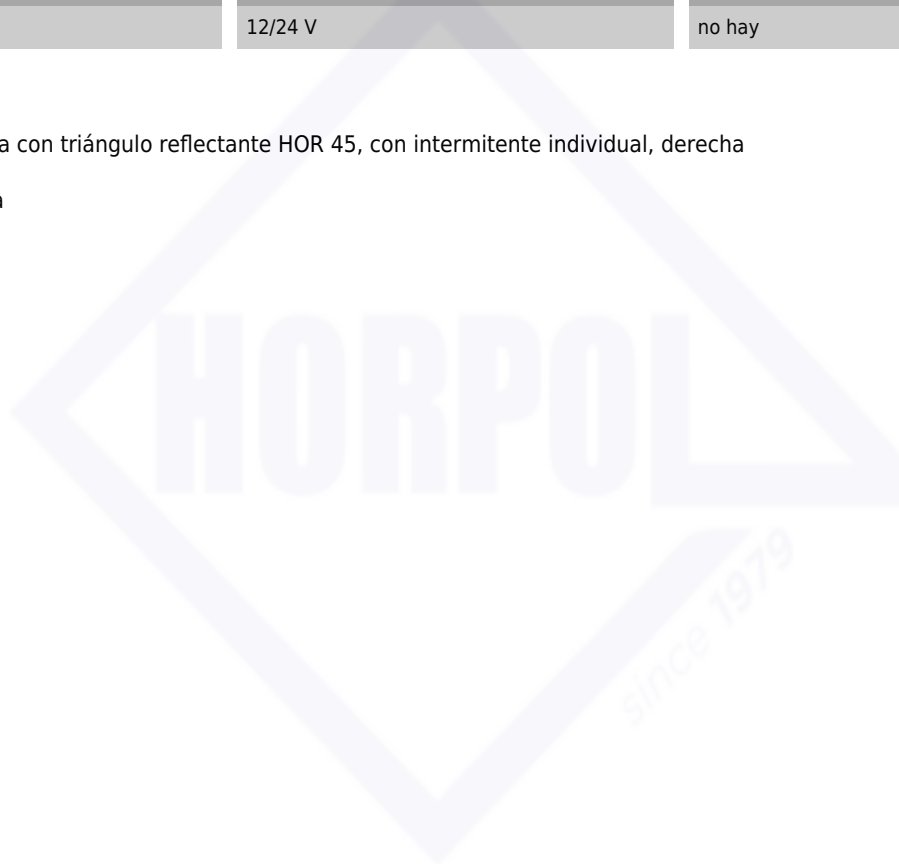 12/24 V no hay
a con triángulo reflectante HOR 45, con intermitente individual, derecha
a
HORPOL
since 1979